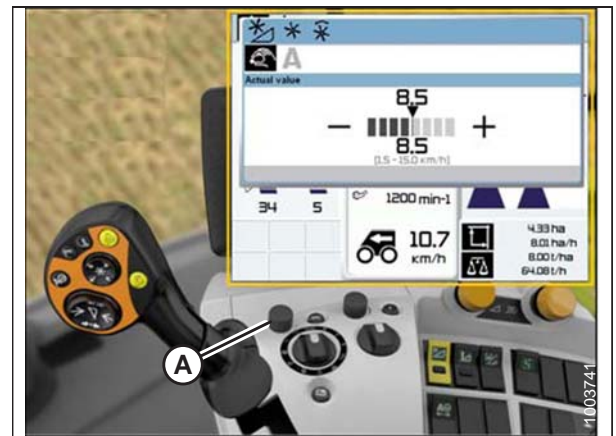 A
Actual value
8.5
8.5
[1.5 - 15.0 km/h]
34
5
1200 min-1
10.7
km/h
4.33 ha
8.01 ha/h
8.00 t/ha
64.08 t/h
A
1003741